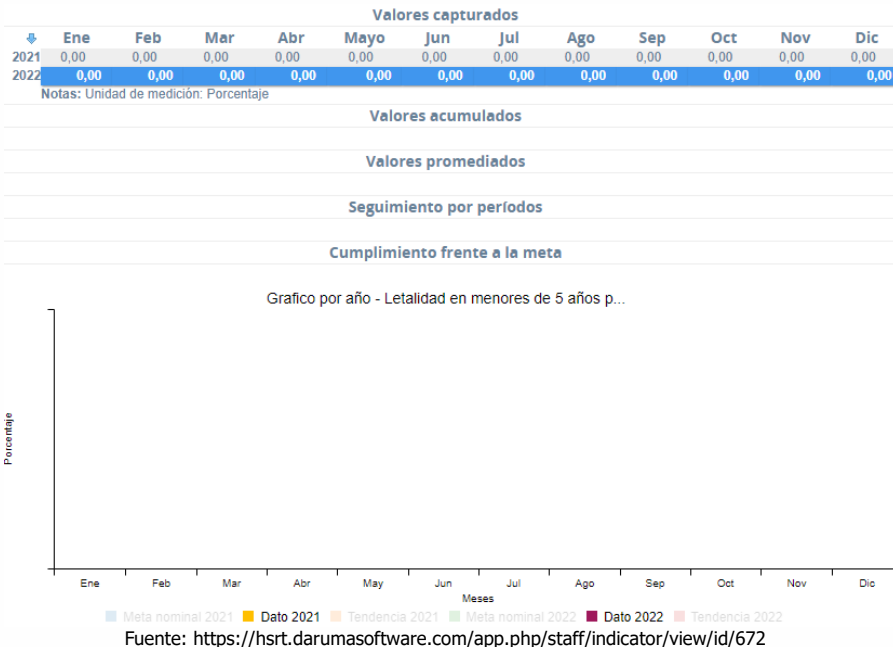 Valores capturados
Ene Feb Mar Abr Mayo Jun Jul Ago Sep Oct Nov Dic
2021 0,00 0,00 0,00 0,00 0,00 0,00 0,00 0,00 0,00 0,00 0,00 0,00
2022 0,00 0,00 0,00 0,00 0,00 0,00 0,00 0,00 0,00 0,00 0,00 0,00
Notas: Unidad de medición: Porcentaje
Valores acumulados
Valores promediados
Seguimiento por períodos
Cumplimiento frente a la meta
Grafico por año - Letalidad en menores de 5 años p...
Porcentaje
Ene Feb Mar Abr May Jun Jul Ago Sep Oct Nov Dic
Meses
Meta nominal 2021 Dato 2021 Tendencia 2021 Meta nominal 2022 Dato 2022 Tendencia 2022
Fuente: https://hsrt.darumasoftware.com/app.php/staff/indicator/view/id/672